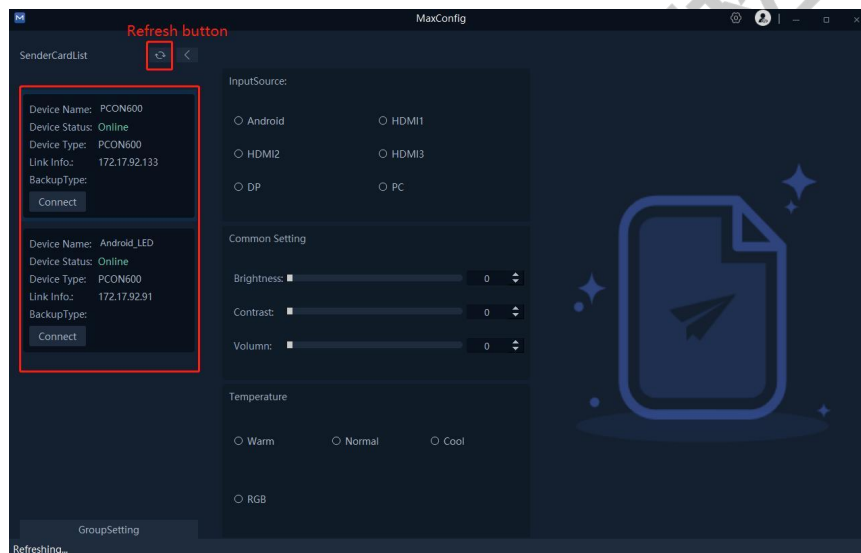 MaxConfig
Refresh button
SenderCardList
Device Name: PCON600
Device Status: Online
Device Type: PCON600
Link Info.: 172.17.92.133
BackupType:
Connect
Device Name: Android_LED
Device Status: Online
Device Type: PCON600
Link Info.: 172.17.92.91
BackupType:
Connect
GroupSetting
Refreshing...
InputSource:
Android HDMI1
HDMI2 HDMI3
DP PC
Common Setting
Brightness: 0
Contrast: 0
Volumn: 0
Temperature
Warm Normal Cool
RGB